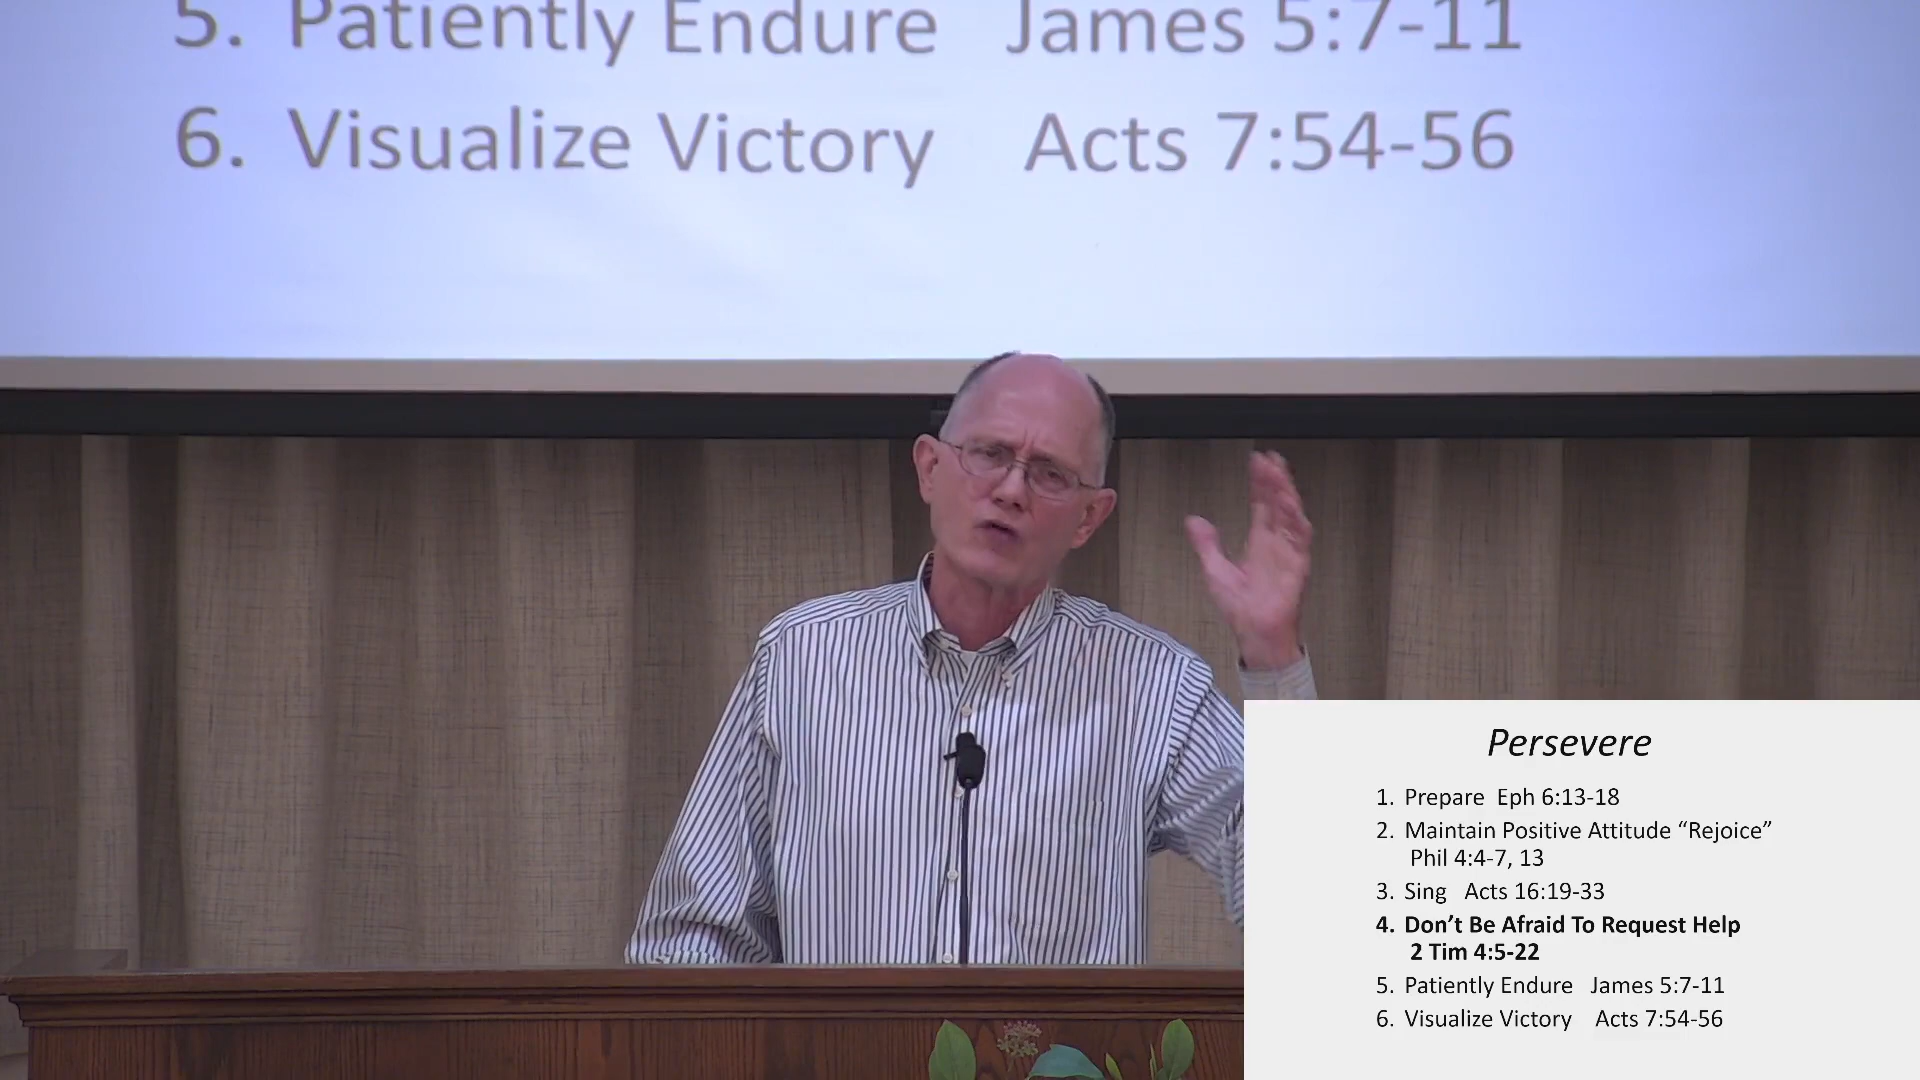 5. Patiently Endure James 5:7-11
6. Visualize Victory Acts 7:54-56
Persevere
1. Prepare Eph 6:13-18
2. Maintain Positive Attitude “Rejoice”
Phil 4:4-7, 13
3. Sing Acts 16:19-33
4. Don’t Be Afraid To Request Help
2 Tim 4:5-22
5. Patiently Endure James 5:7-11
6. Visualize Victory Acts 7:54-56